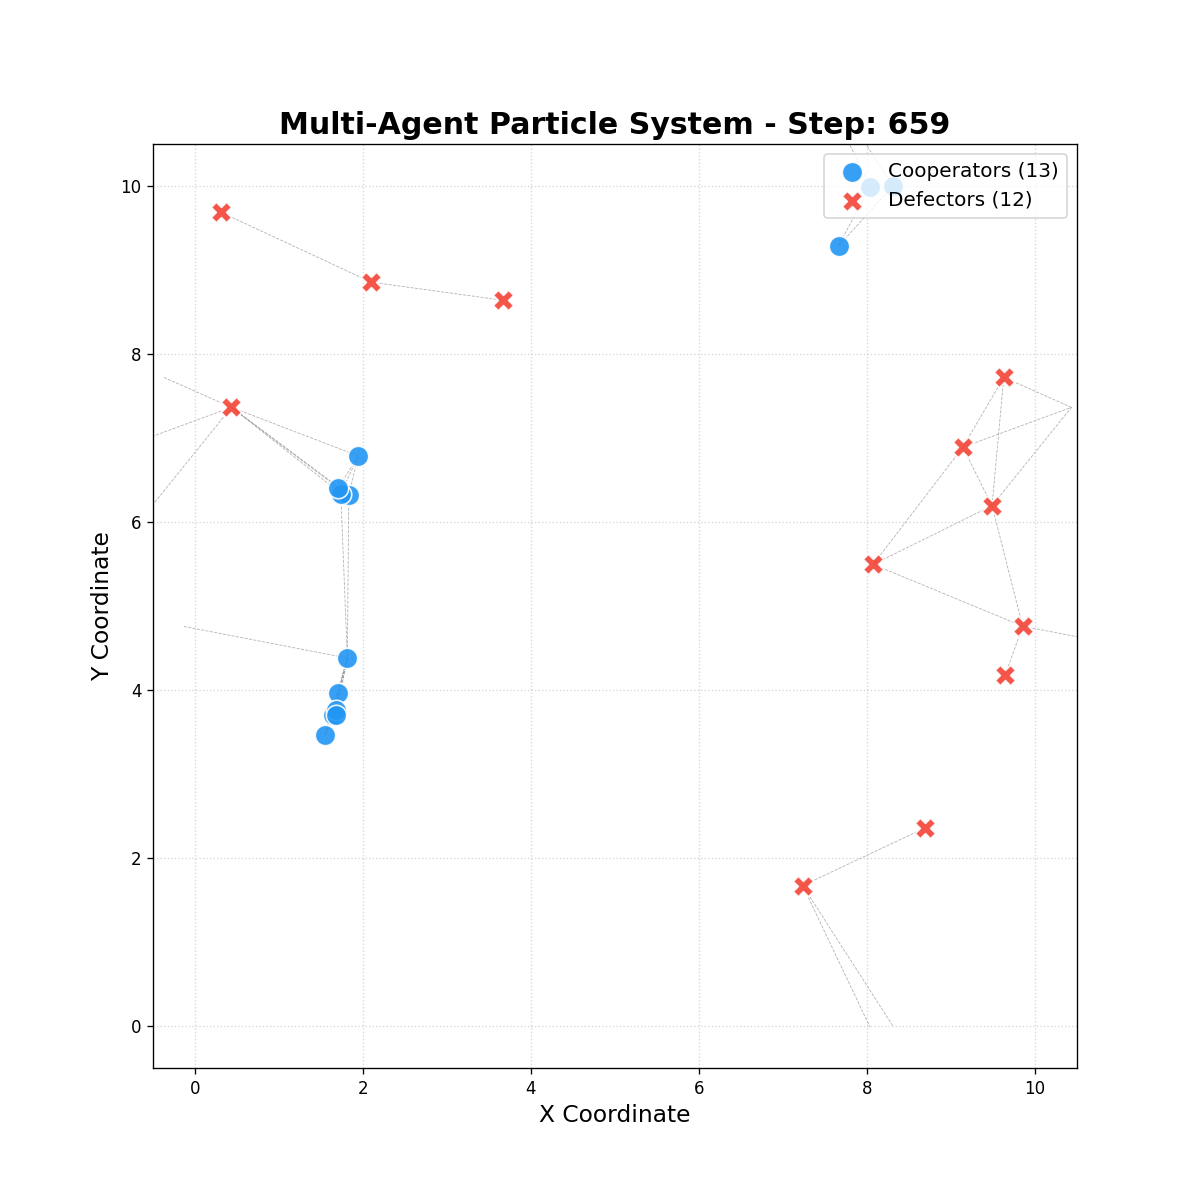 Multi-Agent Particle System - Step: 659
Cooperators (13)
Defectors (12)
10
8
6
4
2
0
Y Coordinate
0
2
4
6
8
10
X Coordinate